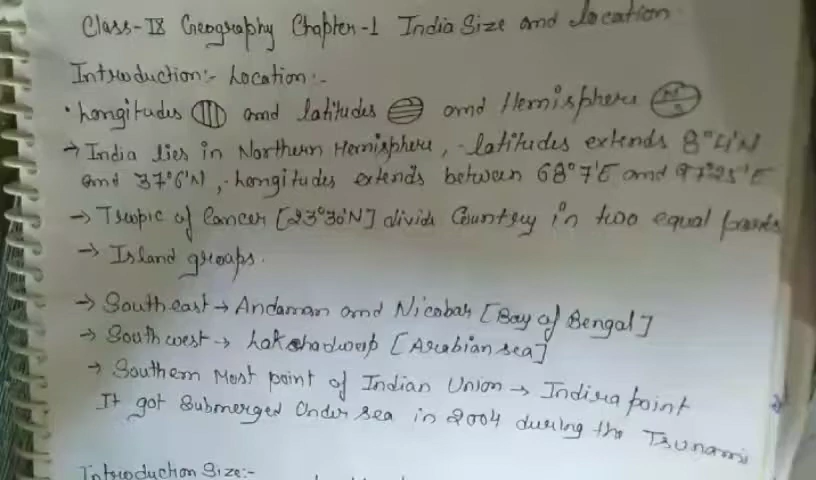 Class-IX Geography Chapter-1 India Size and location
Introduction:- Location:-
• Longitudes and latitudes and Hemisphere N S
→ India lies in Northern Hemisphere, latitudes extends 8°4'N
and 37°6'N, Longitudes extends between 68°7'E and 97°25'E
→ Tropic of Cancer [23°30'N] divide Country in two equal parts
→ Island groups.
→ South east → Andaman and Nicobar [Bay of Bengal]
→ South west → Lakshadweep [Arabian sea]
→ Southern Most point of Indian Union → Indira point
It got Submerged Under sea in 2004 during the Tsunami
Introduction Size:-